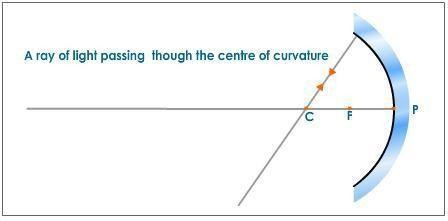 A ray of light passing though the centre of curvature
C F P